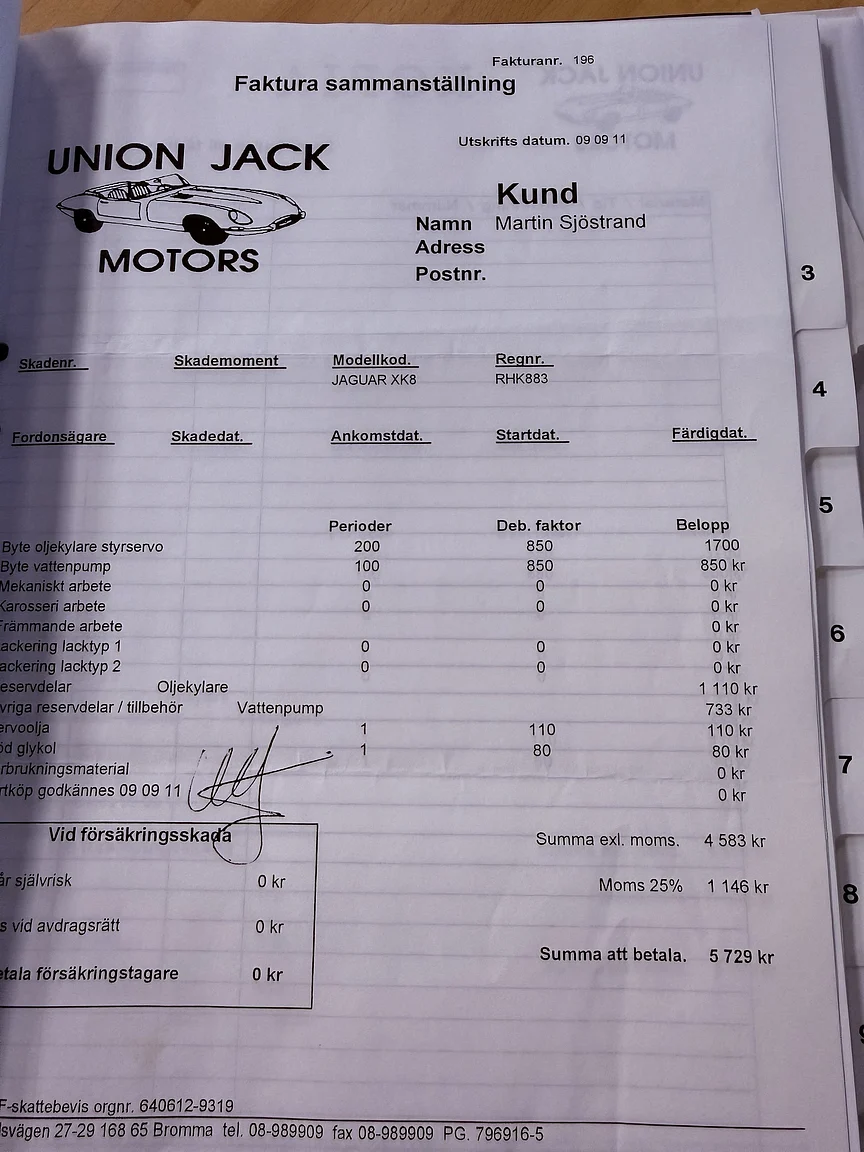 Fakturanr. 196
Faktura sammanställning
Utskrifts datum. 09 09 11
UNION JACK
MOTORS
Kund
Namn Martin Sjöstrand
Adress
Postnr.
Skadenr. Skademoment Modellkod. Regnr.
JAGUAR XK8 RHK883
Fordonsägare Skadedat. Ankomstdat. Startdat. Färdigdat.
Perioder Deb. faktor Belopp
Byte oljekylare styrservo 200 850 1700
Byte vattenpump 100 850 850 kr
Mekaniskt arbete 0 0 0 kr
Karosseri arbete 0 0 0 kr
Främmande arbete 0 kr
ackering lacktyp 1 0 0 0 kr
ackering lacktyp 2 0 0 0 kr
eservdelar Oljekylare 1 110 kr
vriga reservdelar / tillbehör Vattenpump 733 kr
ervoolja 1 110 110 kr
öd glykol 1 80 80 kr
rbrukningsmaterial 0 kr
rtköp godkännes 09 09 11 0 kr
Vid försäkringsskada
år självrisk 0 kr
s vid avdragsrätt 0 kr
etala försäkringstagare 0 kr
Summa exl. moms. 4 583 kr
Moms 25% 1 146 kr
Summa att betala. 5 729 kr
F-skattebevis orgnr. 640612-9319
svägen 27-29 168 65 Bromma tel. 08-989909 fax 08-989909 PG. 796916-5
3
4
5
6
7
8